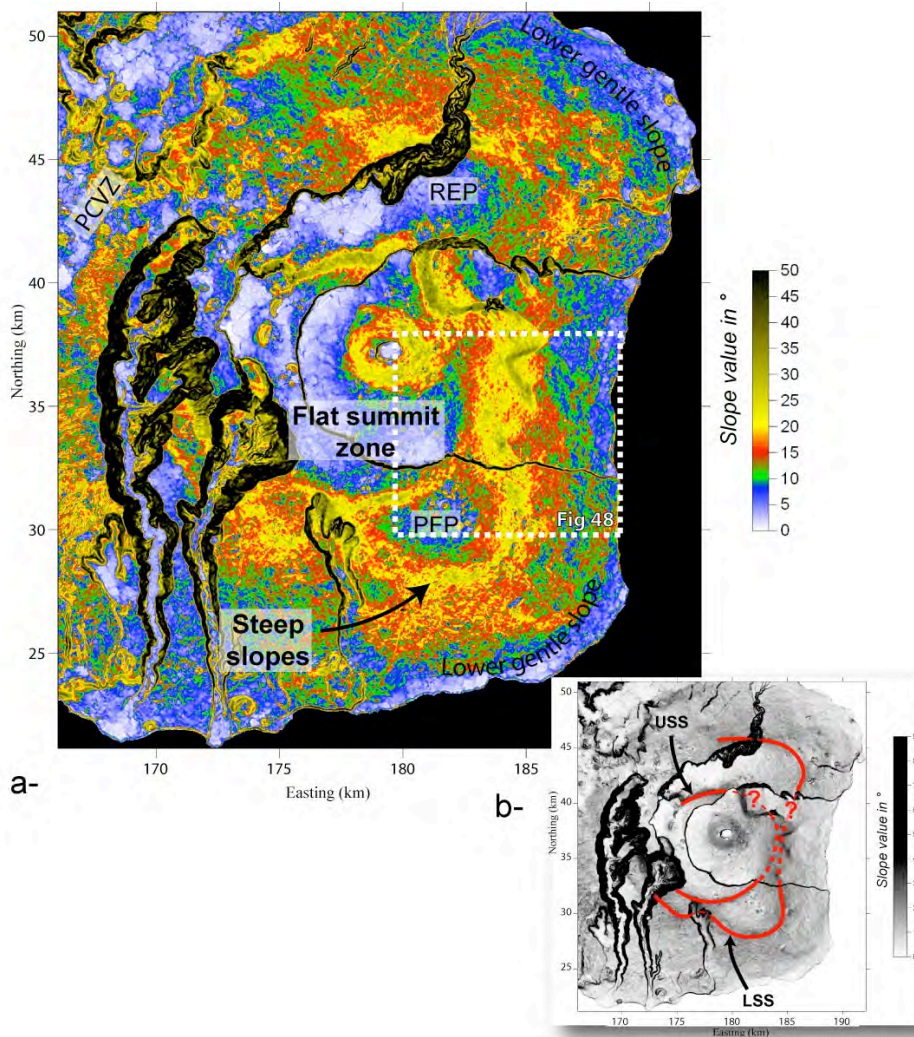 50
45
40
35
30
25
Northing (km)
170
175
180
185
Easting (km)
Lower gentle slope
PCVZ
REP
Flat summit
zone
PFP
Fig 48
Steep
slopes
Lower gentle slope
Slope value in °
50
45
40
35
30
25
20
15
10
5
0
a-
b-
50
45
40
35
30
25
Northing (km)
170
175
180
185
190
Easting (km)
USS
?
?
LSS
Slope value in °